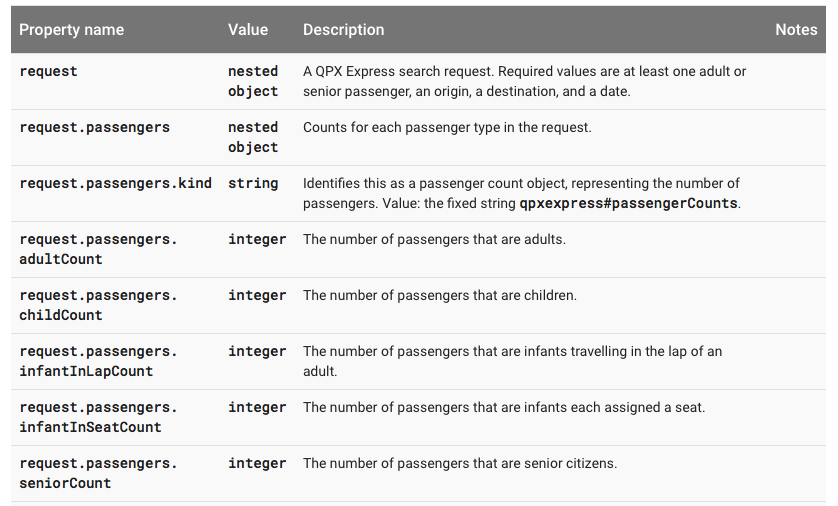 Property name Value Description Notes
request nested A QPX Express search request. Required values are at least one adult or
object senior passenger, an origin, a destination, and a date.
request.passengers nested Counts for each passenger type in the request.
object
request.passengers.kind string Identifies this as a passenger count object, representing the number of
passengers. Value: the fixed string qpxexpress#passengerCounts.
request.passengers. integer The number of passengers that are adults.
adultCount
request.passengers. integer The number of passengers that are children.
childCount
request.passengers. integer The number of passengers that are infants travelling in the lap of an
infantInLapCount adult.
request.passengers. integer The number of passengers that are infants each assigned a seat.
infantInSeatCount
request.passengers. integer The number of passengers that are senior citizens.
seniorCount